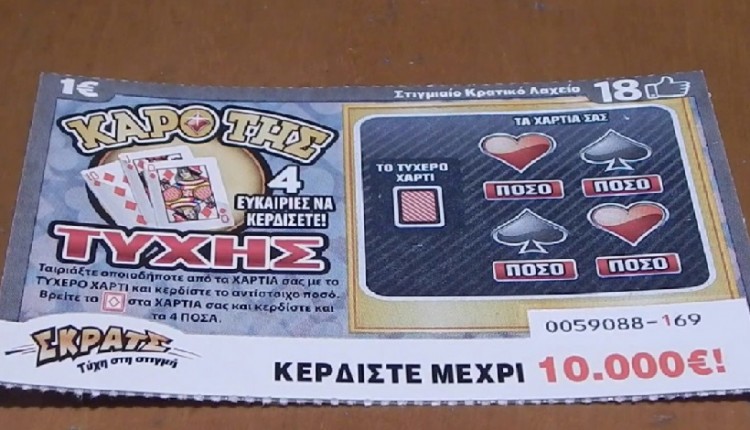 1€
Στιγμιαίο Κρατικό Λαχείο
18
ΚΑΡΟ ΤΗΣ
ΤΥΧΗΣ
4
ΕΥΚΑΙΡΙΕΣ ΝΑ
ΚΕΡΔΙΣΕΤΕ!
Ταιριάξτε οποιαδήποτε από τα ΧΑΡΤΙΑ σας με το
ΤΥΧΕΡΟ ΧΑΡΤΙ και κερδίστε το αντίστοιχο ποσό.
Βρείτε το στα ΧΑΡΤΙΑ σας και κερδίστε και
τα 4 ΠΟΣΑ.
ΤΑ ΧΑΡΤΙΑ ΣΑΣ
ΤΟ ΤΥΧΕΡΟ
ΧΑΡΤΙ
ΠΟΣΟ
ΠΟΣΟ
ΠΟΣΟ
ΠΟΣΟ
0059088-169
ΣΚΡΑΤΣ
Τύχη στη στιγμή
ΚΕΡΔΙΣΤΕ ΜΕΧΡΙ 10.000€!